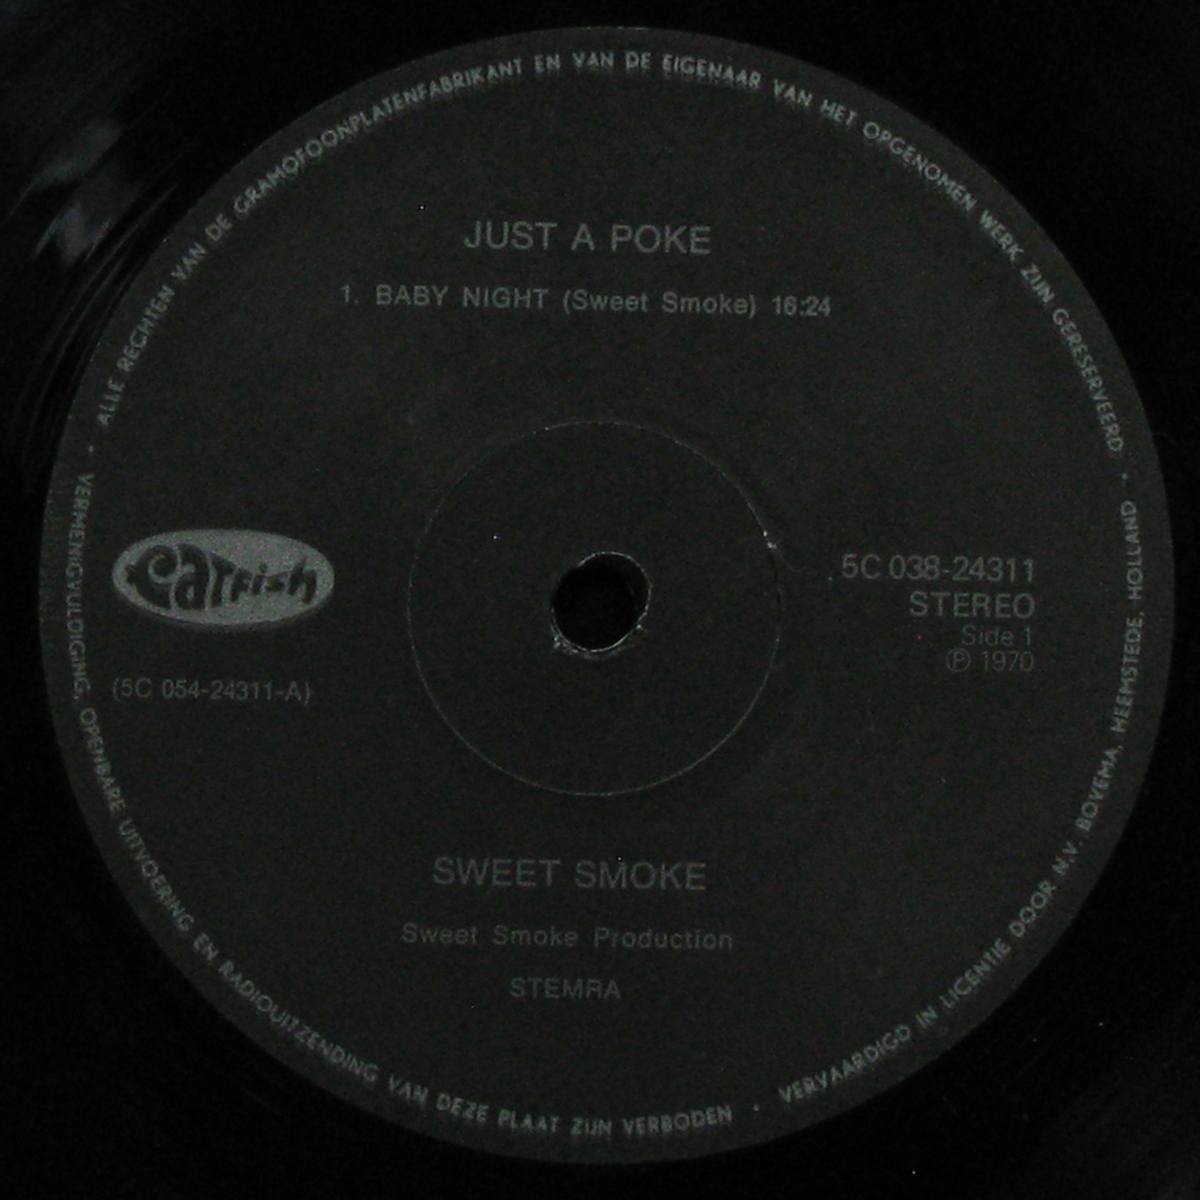 ALLE RECHTEN VAN DE GRAMOFOONPLATENFABRIKANT EN VAN DE EIGENAAR VAN HET OPGENOMEN WERK ZIJN GERESERVEERD •
JUST A POKE
1. BABY NIGHT (Sweet Smoke) 16:24
Catfish
(5C 054-24311-A)
5C 038-24311
STEREO
Side 1
℗ 1970
SWEET SMOKE
Sweet Smoke Production
STEMRA
VERMENIGVULDIGING, OPENBARE UITVOERING EN RADIOUITZENDING VAN DEZE PLAAT ZIJN VERBODEN •
VERVAARDIGD IN LICENTIE DOOR N.V. BOVEMA, HEEMSTEDE, HOLLAND •